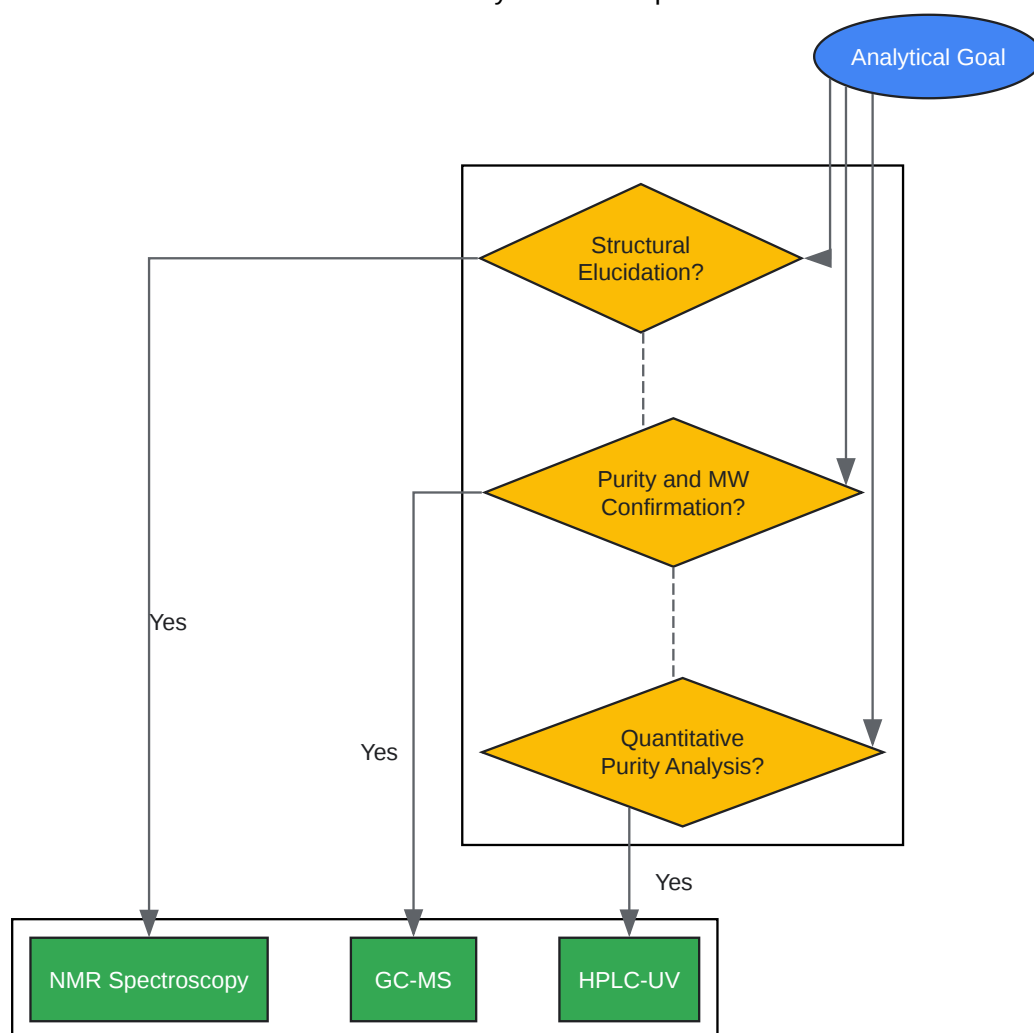 Analytical Goal
Structural
Elucidation?
Purity and MW
Confirmation?
Yes
Quantitative
Purity Analysis?
Yes
Yes
NMR Spectroscopy
GC-MS
HPLC-UV